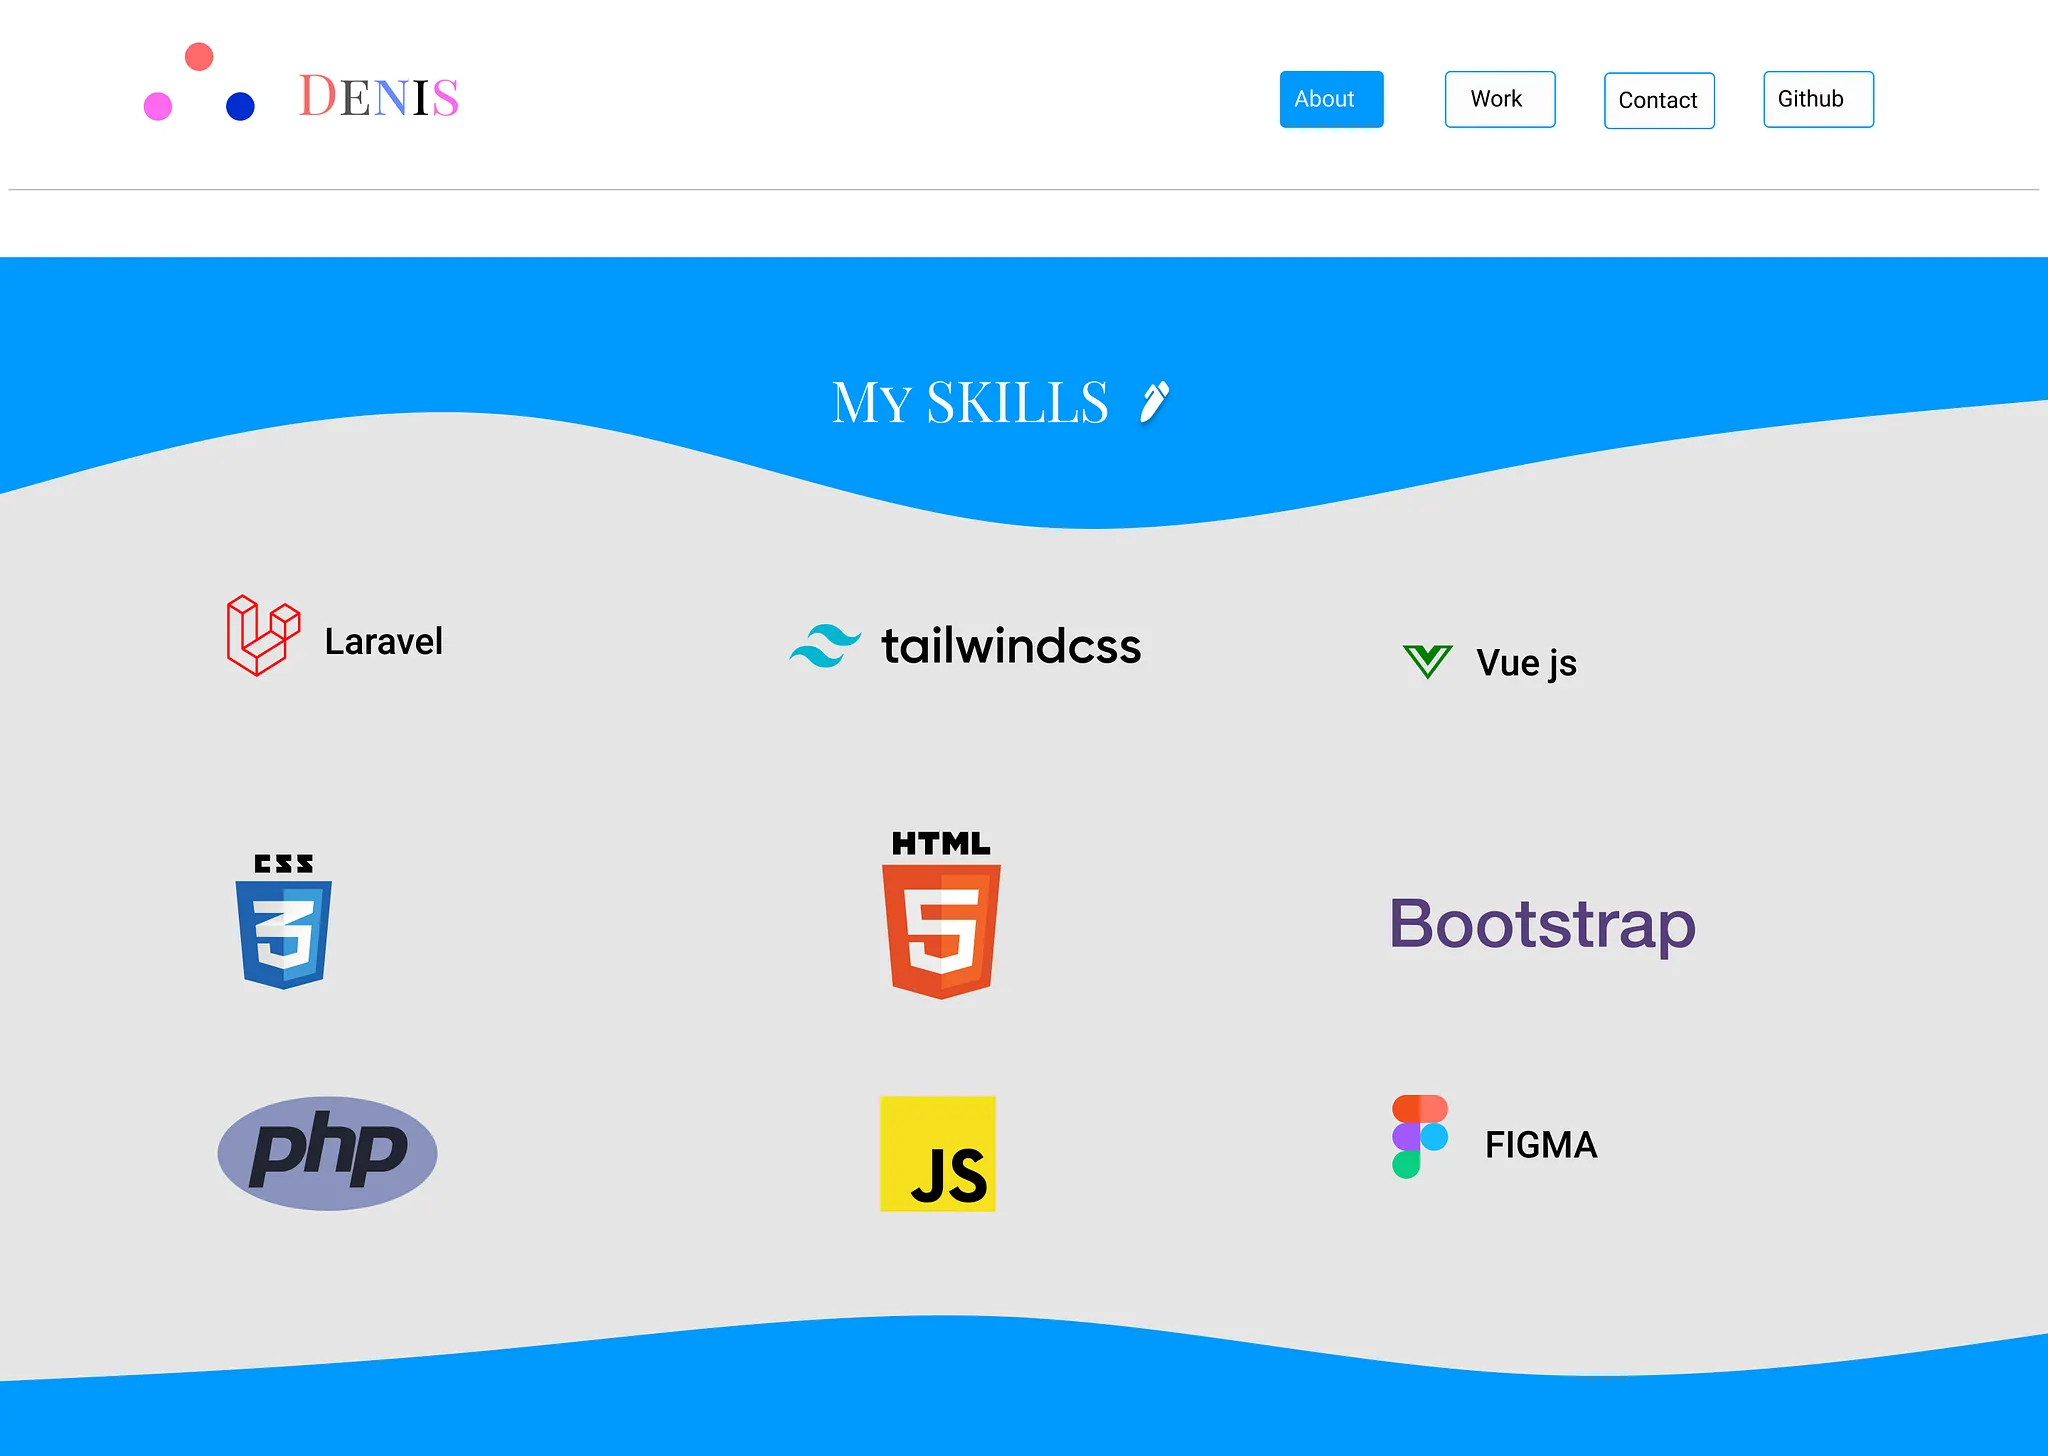 DENIS
About
Work
Contact
Github
My SKILLS
Laravel
tailwindcss
Vue js
CSS
3
HTML
5
Bootstrap
php
JS
FIGMA